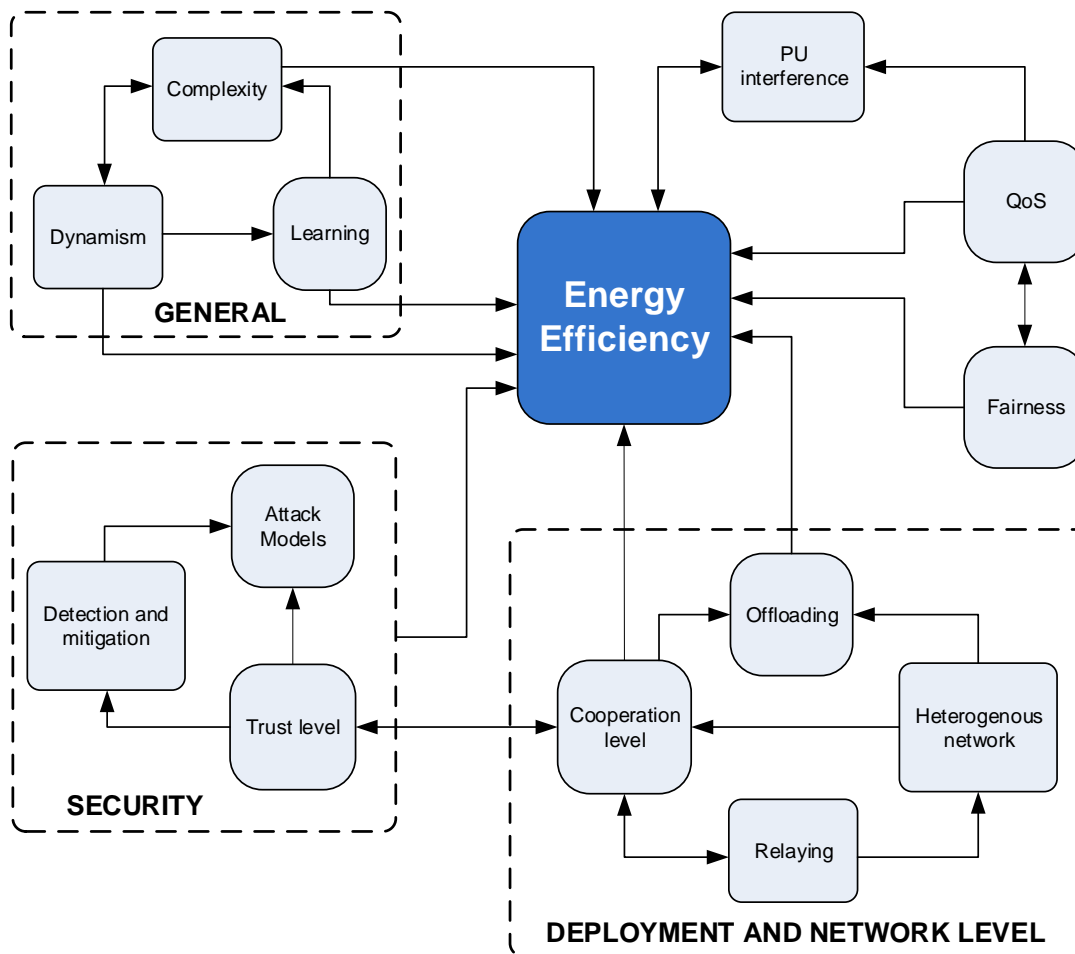 Complexity
Dynamism
Learning
GENERAL
PU
interference
QoS
Fairness
Energy
Efficiency
Attack
Models
Detection and
mitigation
Trust level
SECURITY
Offloading
Cooperation
level
Heterogenous
network
Relaying
DEPLOYMENT AND NETWORK LEVEL